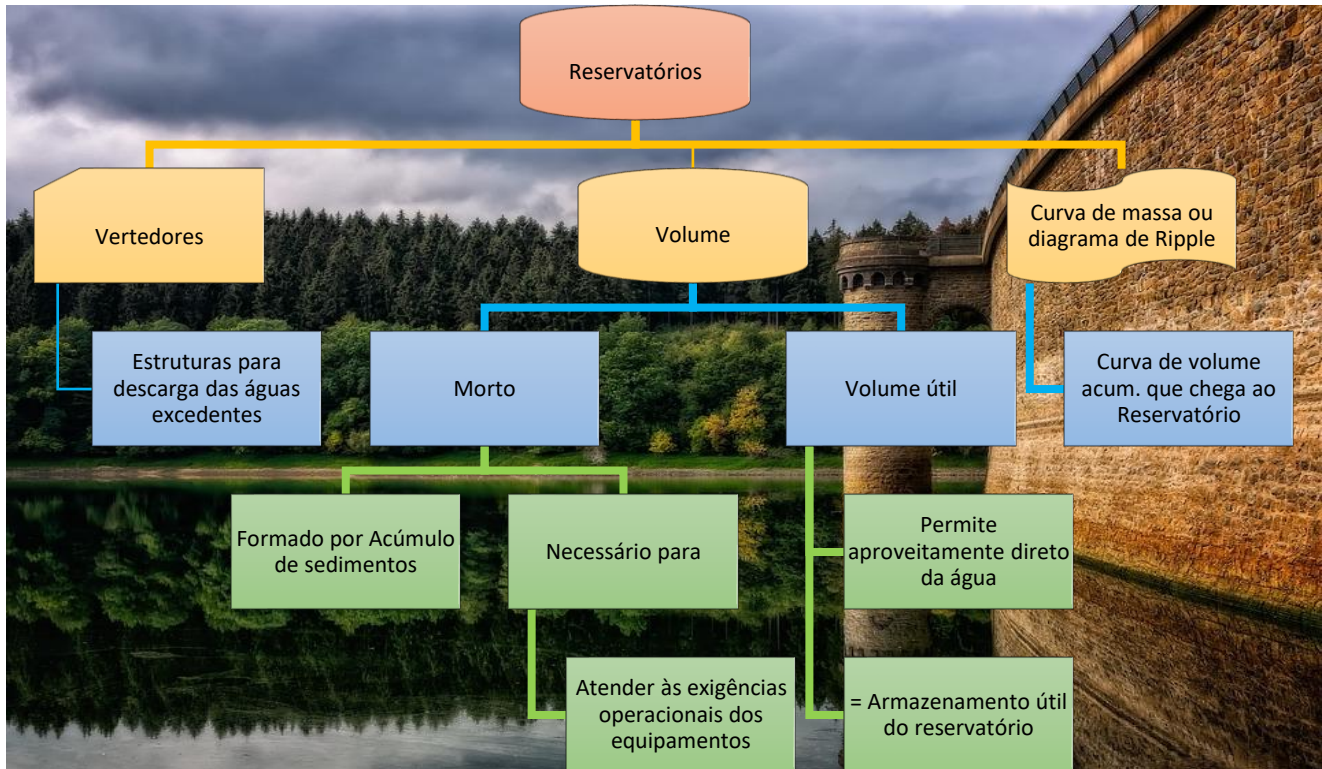 Reservatórios
Vertedores
Volume
Curva de massa ou
diagrama de Ripple
Estruturas para
descarga das águas
excedentes
Morto
Volume útil
Curva de volume
acum. que chega ao
Reservatório
Formado por Acúmulo
de sedimentos
Necessário para
Permite
aproveitamente direto
da água
Atender às exigências
operacionais dos
equipamentos
= Armazenamento útil
do reservatório